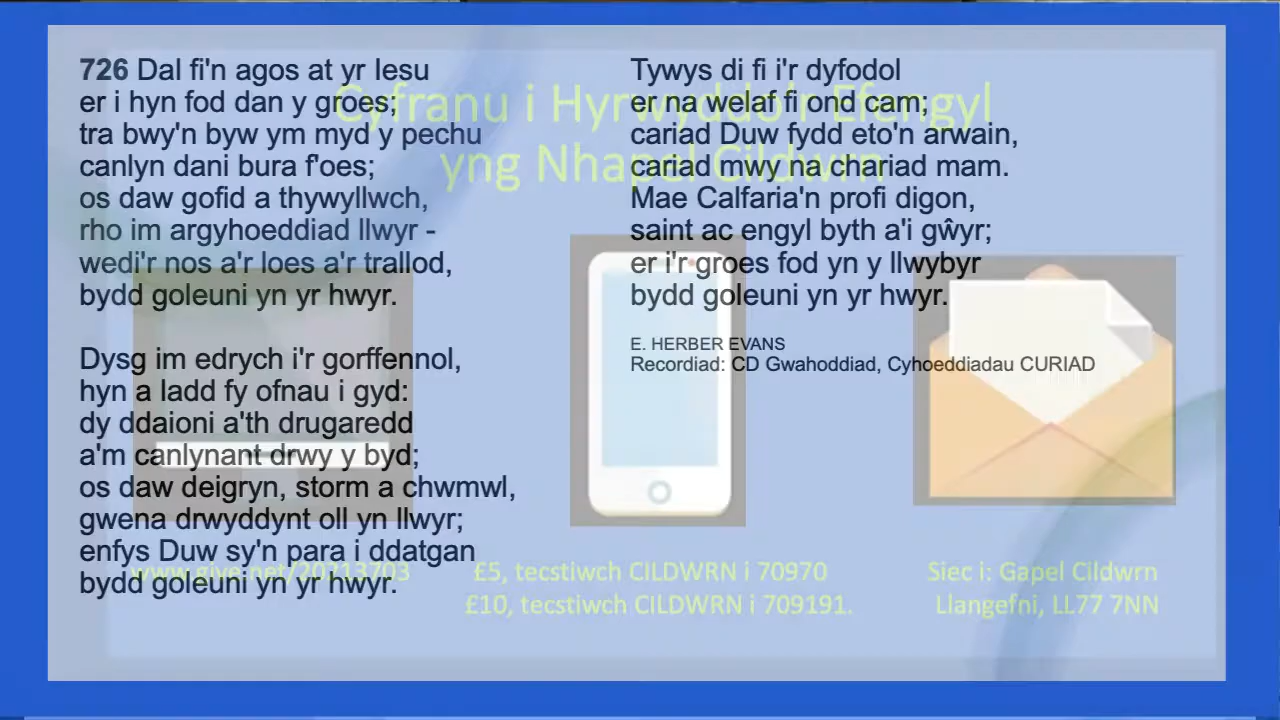 726 Dal fi'n agos at yr Iesu
er i hyn fod dan y groes;
tra bwy'n byw ym myd y pechu
canlyn dani bura f'oes;
os daw gofid a thywyllwch,
rho im argyhoeddiad llwyr -
wedi'r nos a'r loes a'r trallod,
bydd goleuni yn yr hwyr.
Dysg im edrych i'r gorffennol,
hyn a ladd fy ofnau i gyd:
dy ddaioni a'th drugaredd
a'm canlynant drwy y byd;
os daw deigryn, storm a chwmwl,
gwena drwyddynt oll yn llwyr;
enfys Duw sy'n para i ddatgan
bydd goleuni yn yr hwyr.
Tywys di fi i'r dyfodol
er na welaf fi ond cam;
cariad Duw fydd eto'n arwain,
cariad mwy na chariad mam.
Mae Calfaria'n profi digon,
saint ac engyl byth a'i gŵyr;
er i'r groes fod yn y llwybyr
bydd goleuni yn yr hwyr.
E. HERBER EVANS
Recordiad: CD Gwahoddiad, Cyhoeddiadau CURIAD
Cyfranu i Hyrwyddo'r Efengyl
yng Nhapel Cildwrn
www.give.net/20213703
£5, tecstiwch CILDWRN i 70970
£10, tecstiwch CILDWRN i 709191.
Siec i: Gapel Cildwrn
Llangefni, LL77 7NN